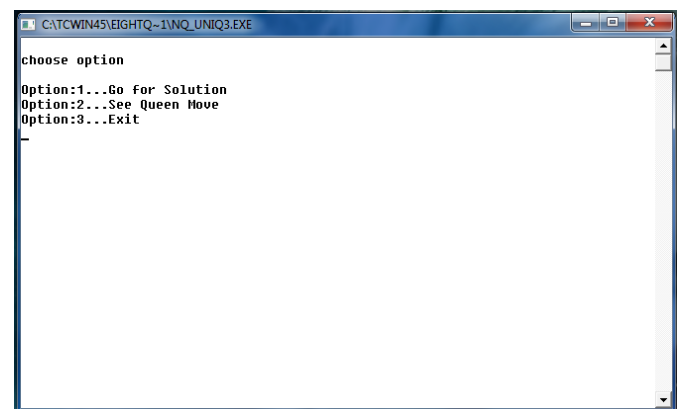 C:\TCWIN45\EIGHTQ~1\NQ_UNIQ3.EXE
choose option
Option:1...Go for Solution
Option:2...See Queen Move
Option:3...Exit